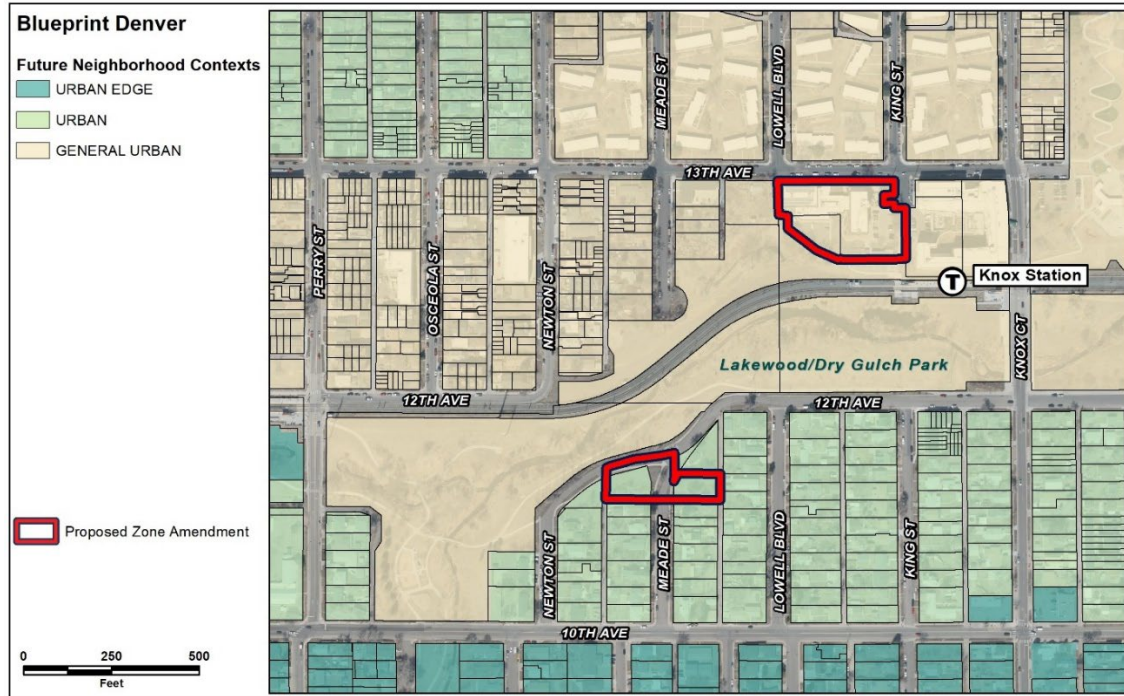 Blueprint Denver
Future Neighborhood Contexts
URBAN EDGE
URBAN
GENERAL URBAN
Proposed Zone Amendment
0 250 500
Feet
MEADE ST
LOWELL BLVD
KING ST
13TH AVE
PERRY ST
OSCEOLA ST
NEWTON ST
T Knox Station
KNOX CT
Lakewood/Dry Gulch Park
12TH AVE
12TH AVE
NEWTON ST
MEADE ST
LOWELL BLVD
KING ST
10TH AVE